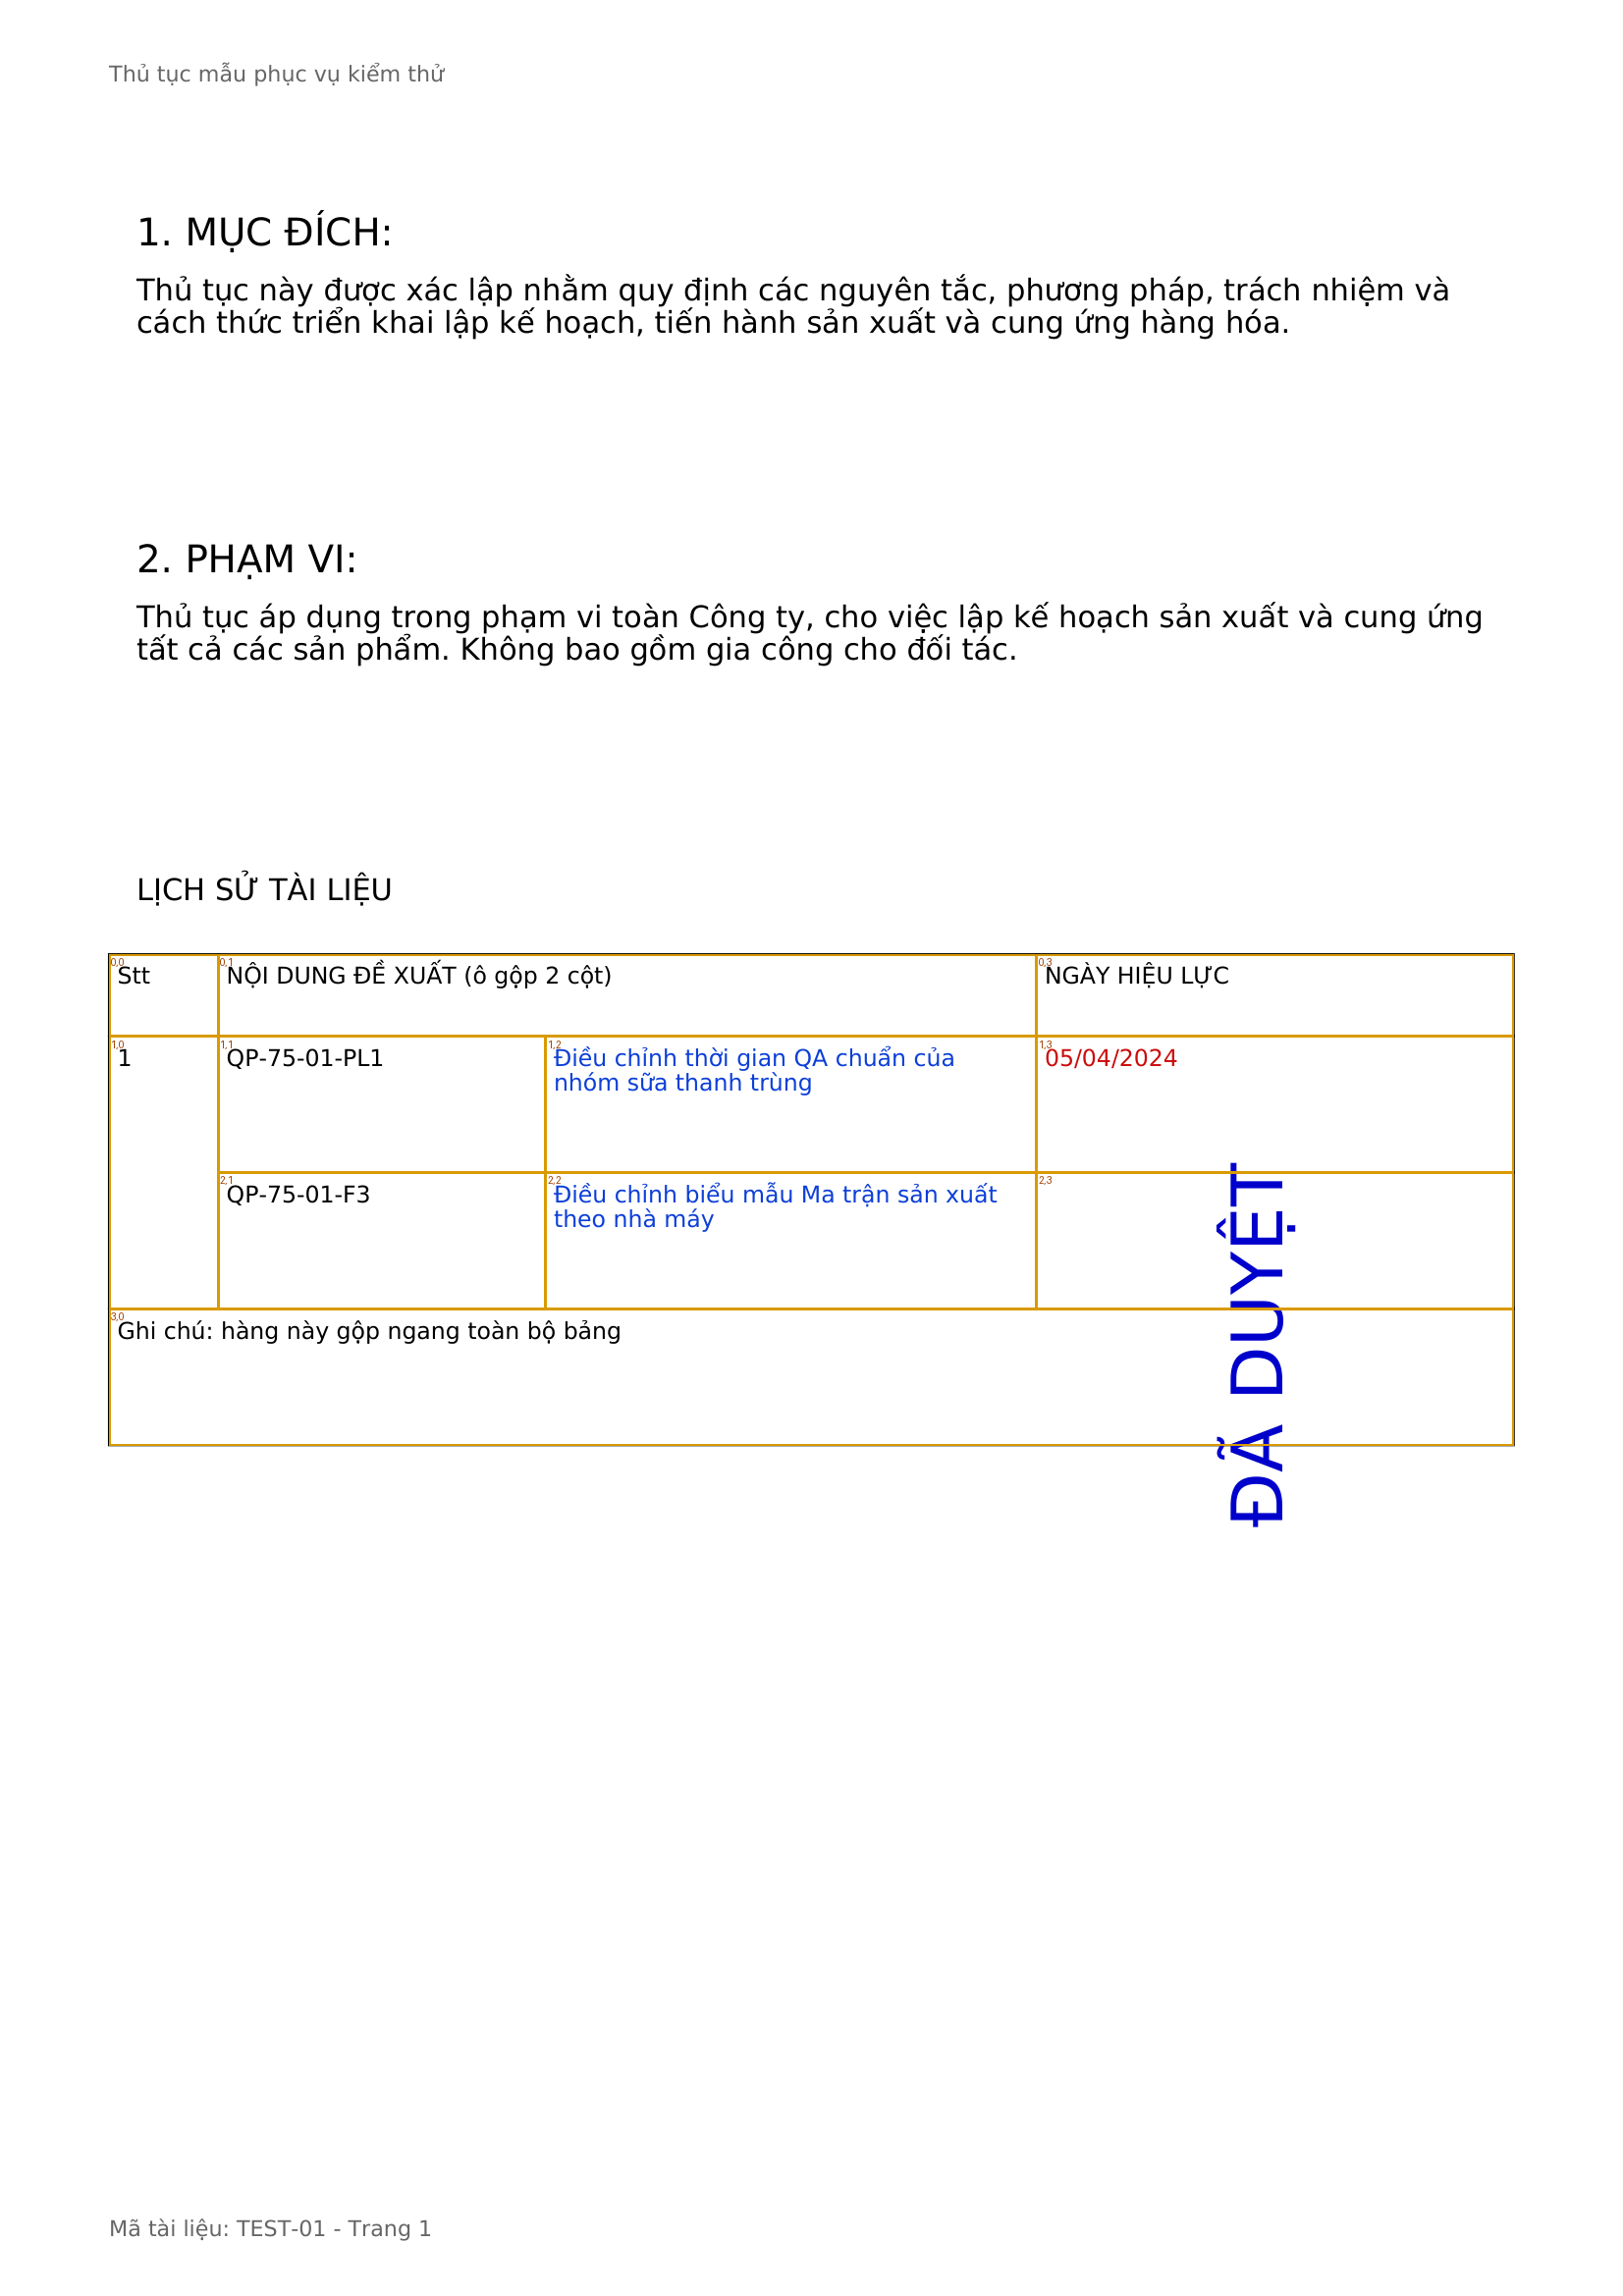 Thủ tục mẫu phục vụ kiểm thử
1. MỤC ĐÍCH:
Thủ tục này được xác lập nhằm quy định các nguyên tắc, phương pháp, trách nhiệm và
cách thức triển khai lập kế hoạch, tiến hành sản xuất và cung ứng hàng hóa.
2. PHẠM VI:
Thủ tục áp dụng trong phạm vi toàn Công ty, cho việc lập kế hoạch sản xuất và cung ứng
tất cả các sản phẩm. Không bao gồm gia công cho đối tác.
LỊCH SỬ TÀI LIỆU
0,0
Stt
0,1
NỘI DUNG ĐỀ XUẤT (ô gộp 2 cột)
0,3
NGÀY HIỆU LỰC
1,0
1
1,1
QP-75-01-PL1
1,2
Điều chỉnh thời gian QA chuẩn của
nhóm sữa thanh trùng
1,3
05/04/2024
2,1
QP-75-01-F3
2,2
Điều chỉnh biểu mẫu Ma trận sản xuất
theo nhà máy
2,3
3,0
Ghi chú: hàng này gộp ngang toàn bộ bảng
ĐÃ DUYỆT
Mã tài liệu: TEST-01 - Trang 1